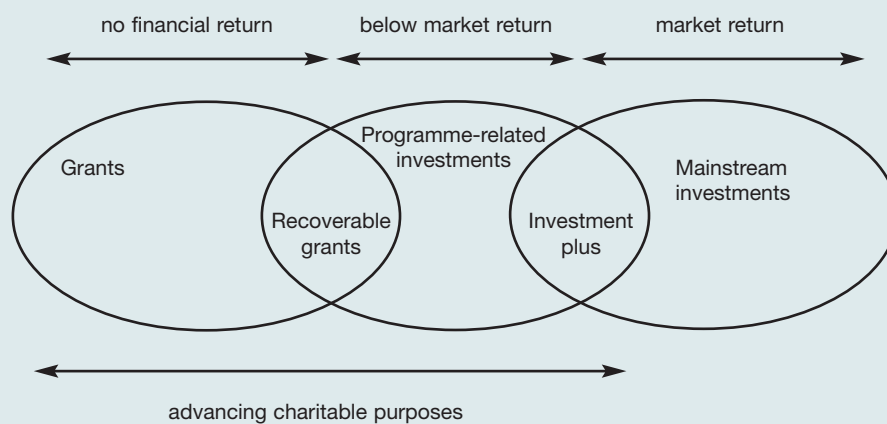 no financial return
below market return
market return
Grants
Programme-related
investments
Mainstream
investments
Recoverable
grants
Investment
plus
advancing charitable purposes